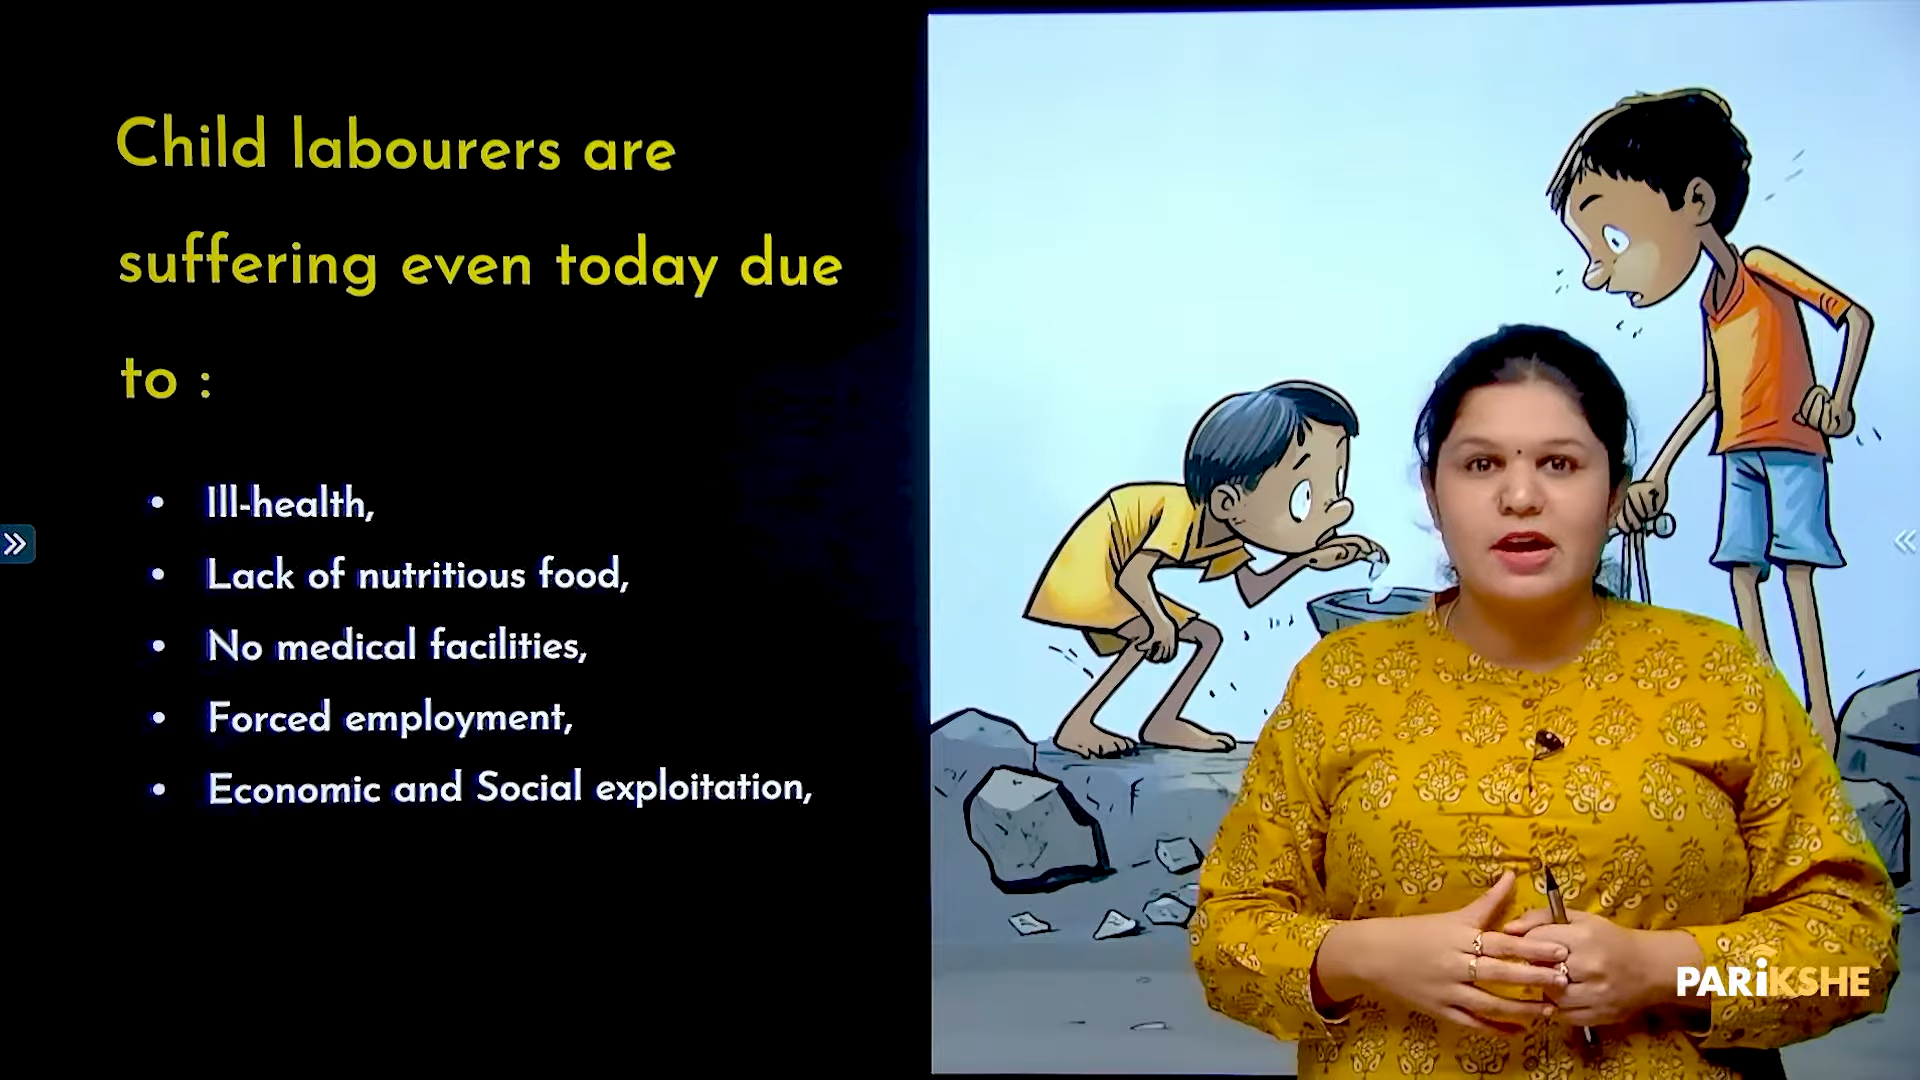 Child labourers are
suffering even today due
to :
• Ill-health,
• Lack of nutritious food,
• No medical facilities,
• Forced employment,
• Economic and Social exploitation,
PARiKSHE